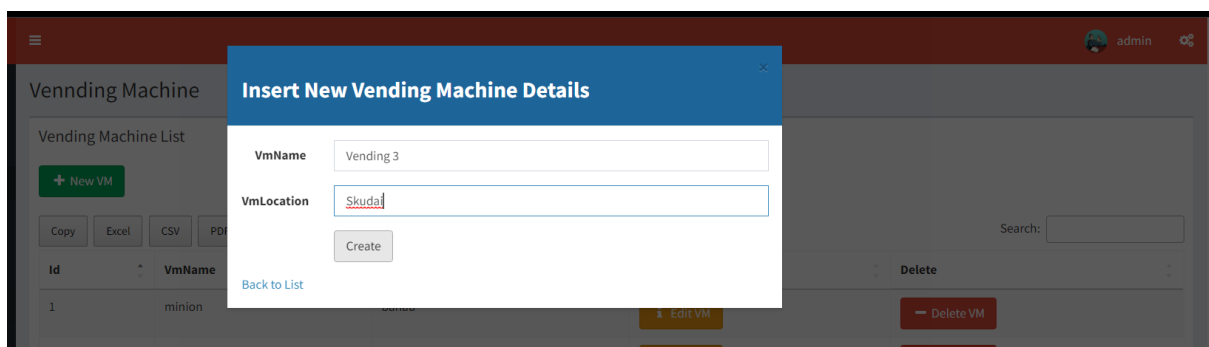 admin
Vennding Machine
×
Insert New Vending Machine Details
Vending Machine List
VmName Vending 3
+ New VM
VmLocation Skudai
Copy Excel CSV
Search:
Create
Id VmName Delete
Back to List
1 minion
Edit VM
Delete VM